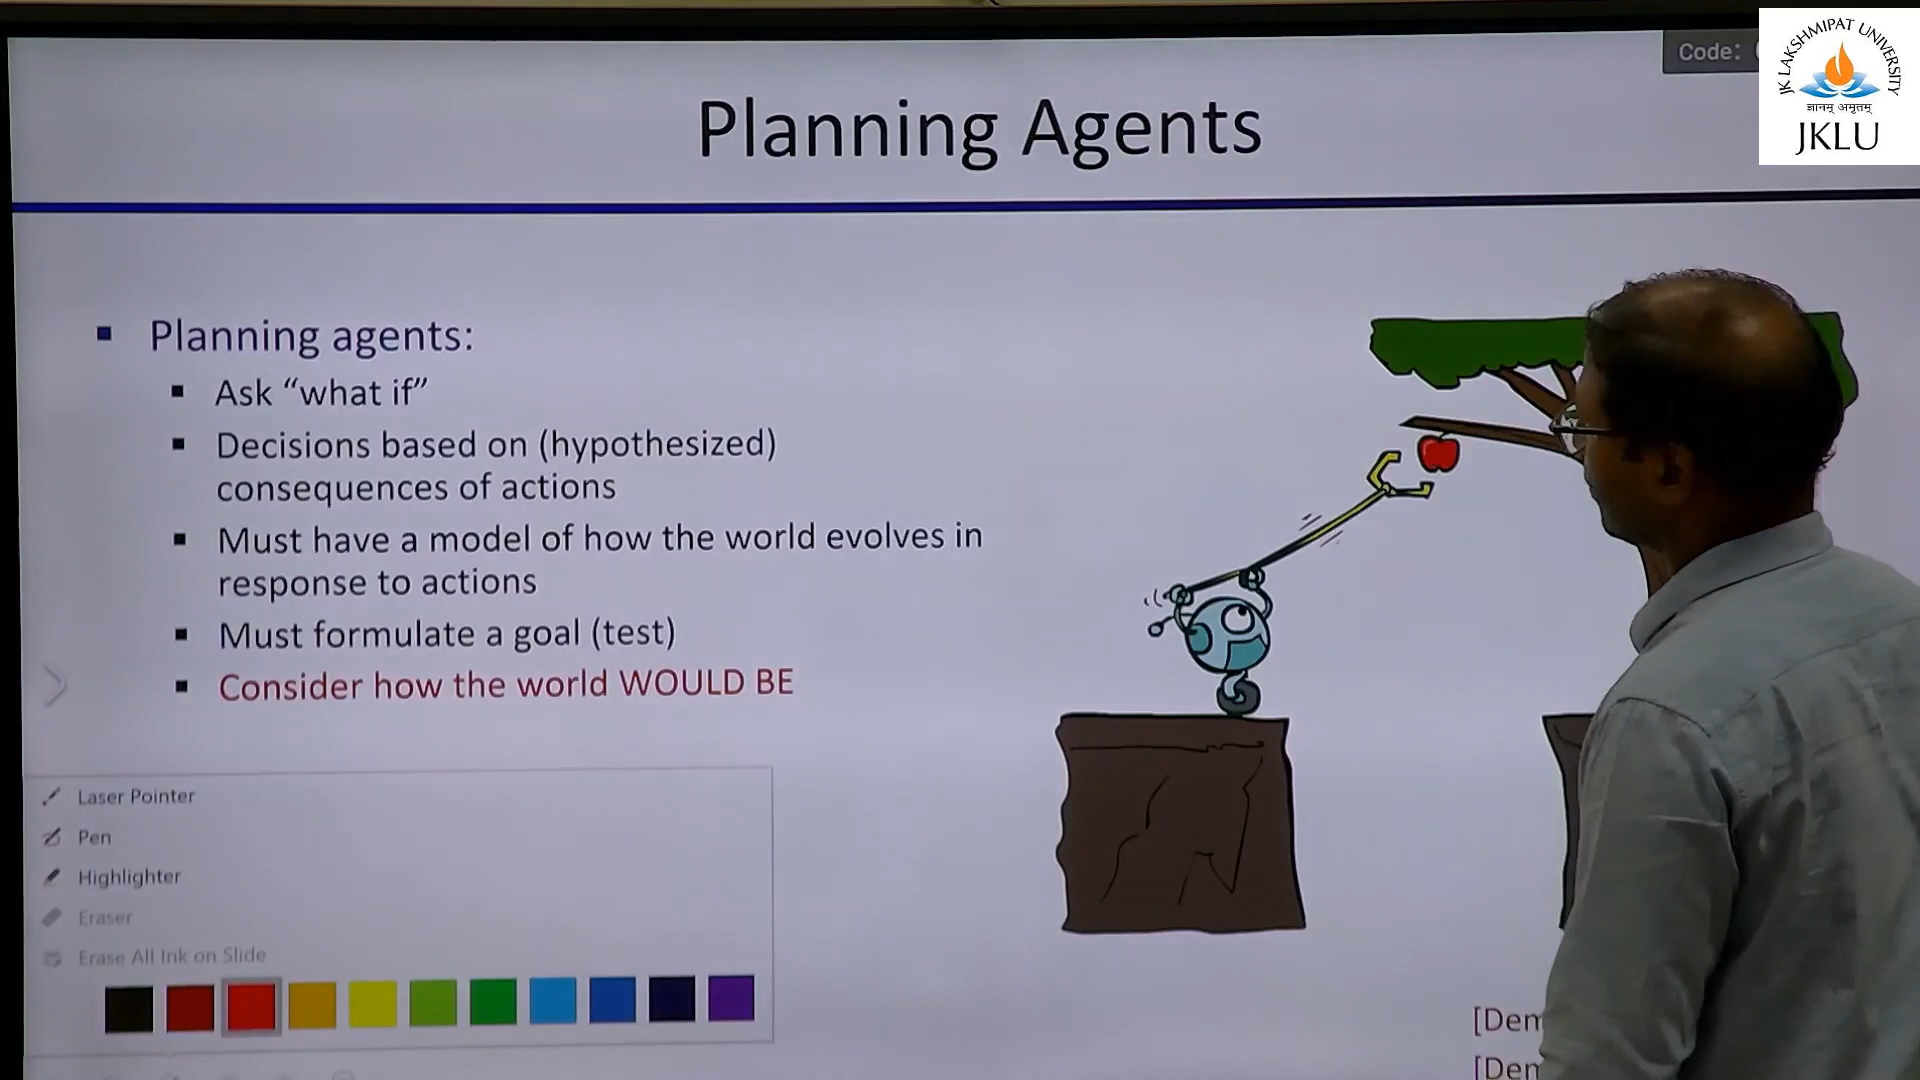 Code:
JK LAKSHMIPAT UNIVERSITY
ज्ञानम् अमृतम्
JKLU
Planning Agents
Planning agents:
Ask “what if”
Decisions based on (hypothesized)
consequences of actions
Must have a model of how the world evolves in
response to actions
Must formulate a goal (test)
Consider how the world WOULD BE
Laser Pointer
Pen
Highlighter
Eraser
Erase All Ink on Slide